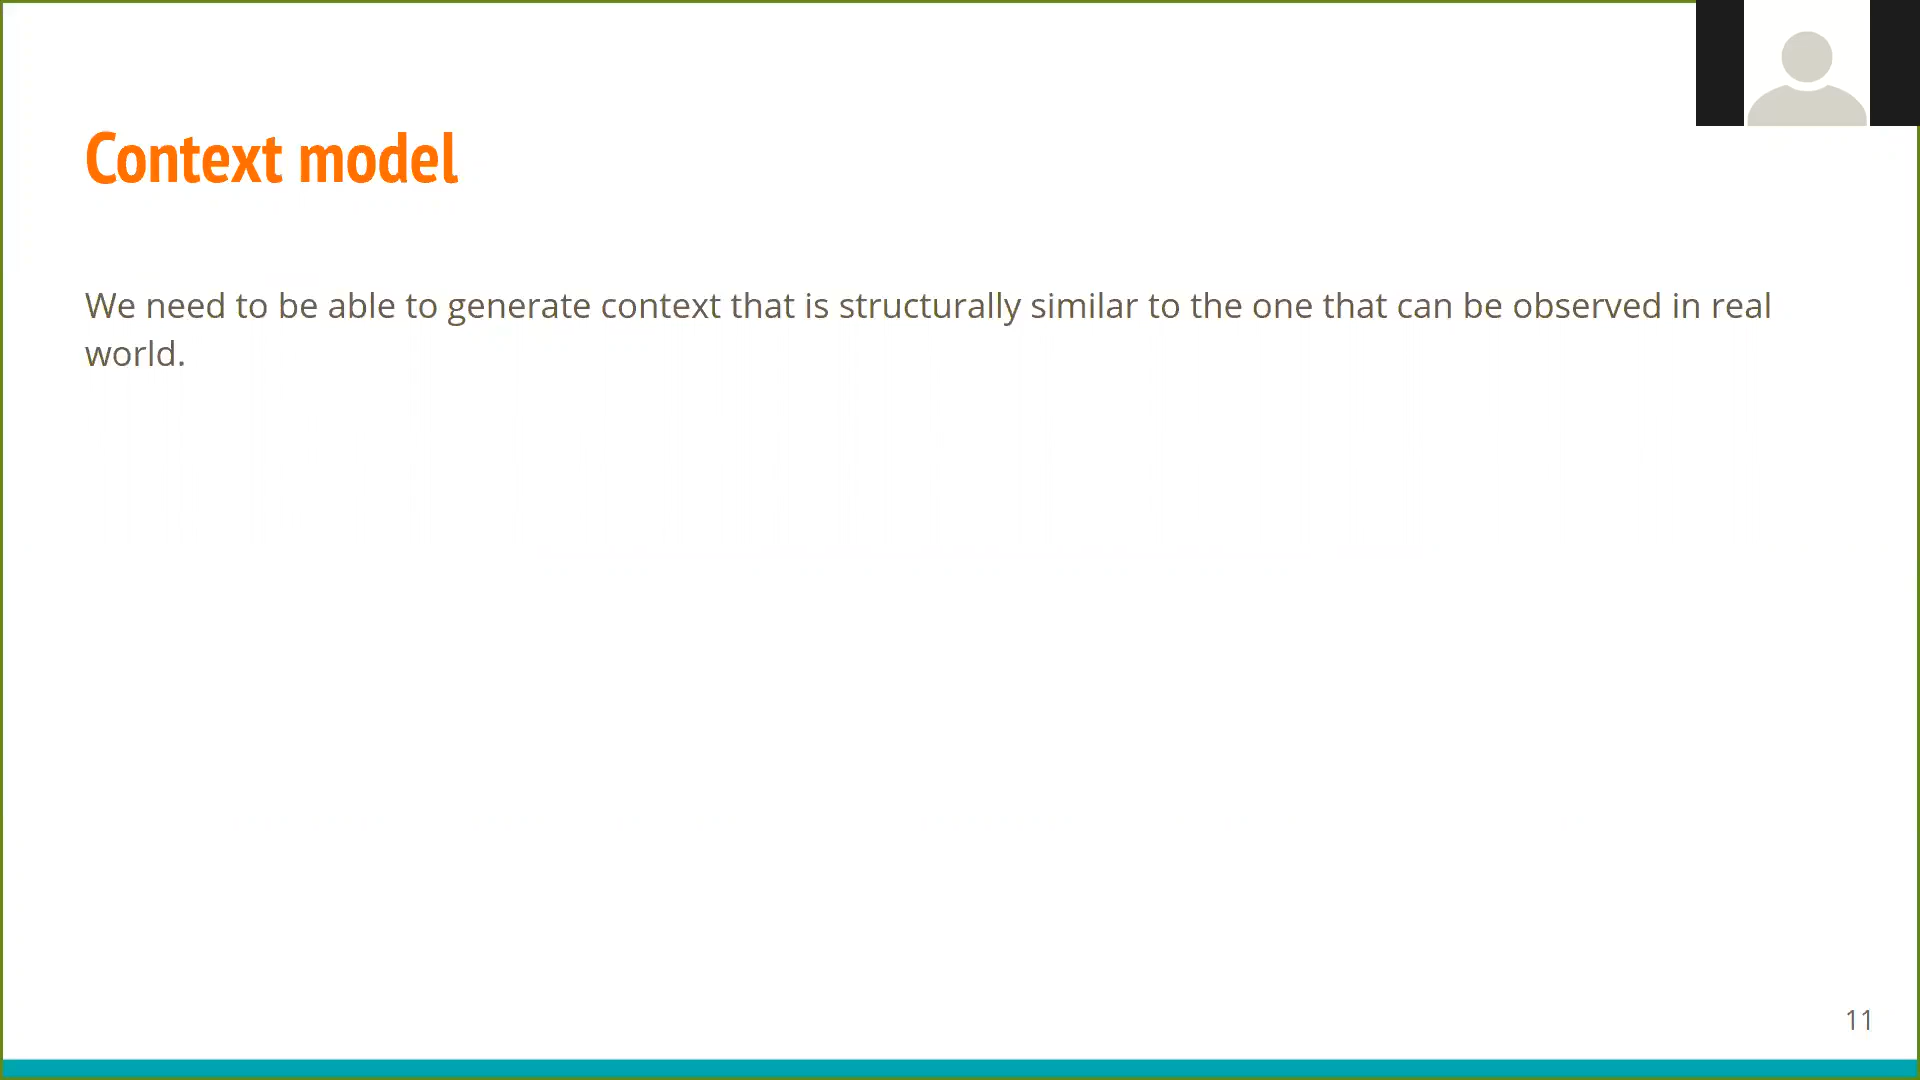 Context model
We need to be able to generate context that is structurally similar to the one that can be observed in real
world.
11